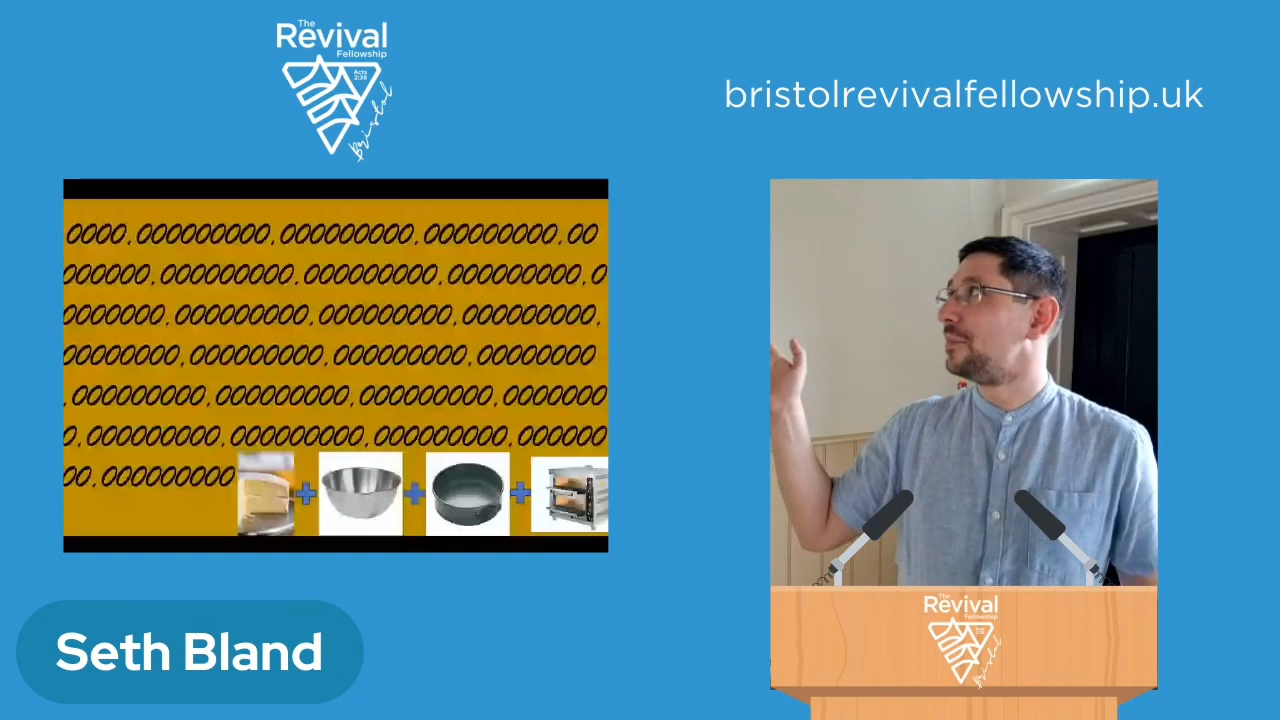 The
Revival
Fellowship
Acts
2:38
Bristol
bristolrevivalfellowship.uk
0000,000000000,000000000,000000000,00
000000,000000000,000000000,000000000,0
0000000,000000000,000000000,000000000,
00000000,000000000,000000000,00000000
,000000000,000000000,000000000,0000000
0,000000000,000000000,000000000,000000
00,000000000
Seth Bland
The
Revival
Fellowship
Bristol